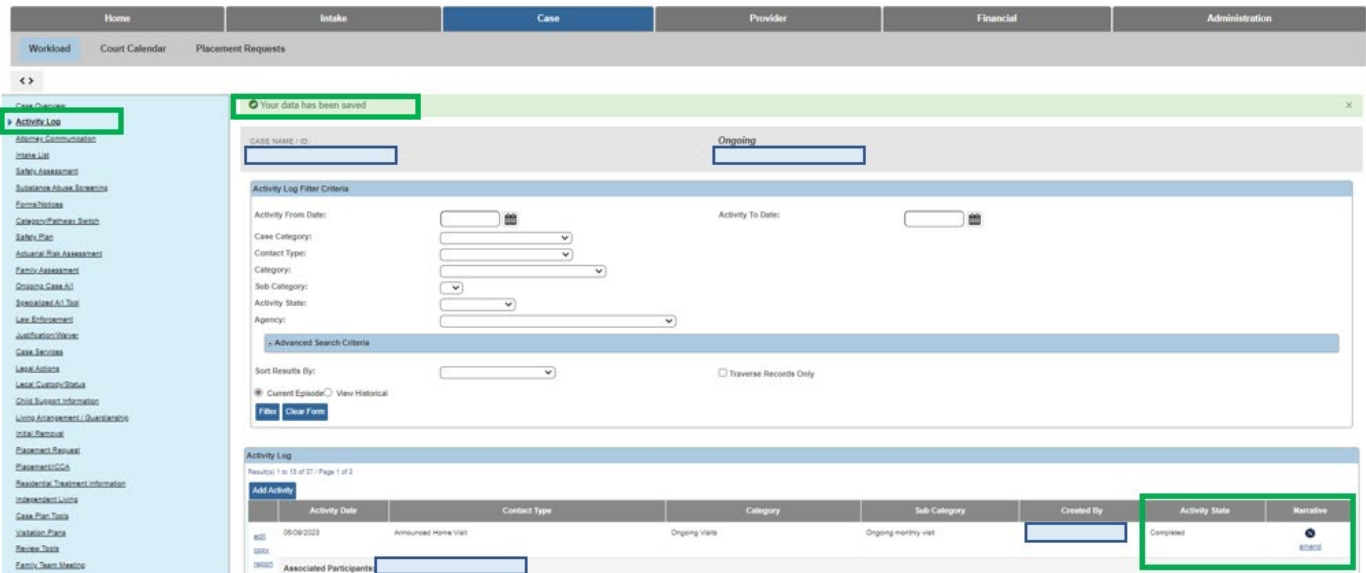 Home Intake Case Provider Financial Administration
Workload Court Calendar Placement Requests
< >
Case Overview
Activity Log
Attorney Communication
Intake List
Safety Assessment
Substance Abuse Screening
Forms/Notices
Category/Pathway Switch
Safety Plan
Actuarial Risk Assessment
Family Assessment
Ongoing Case A/I
Specialized A/I Tool
Law Enforcement
Justification/Waiver
Case Services
Legal Actions
Legal Custody/Status
Child Support Information
Living Arrangement / Guardianship
Initial Removal
Placement Request
Placement/ICCA
Residential Treatment Information
Independent Living
Case Plan Tools
Visitation Plans
Review Tools
Family Team Meeting
Your data has been saved ×
CASE NAME / ID: Ongoing
Activity Log Filter Criteria
Activity From Date: Activity To Date:
Case Category:
Contact Type:
Category:
Sub Category:
Activity State:
Agency:
Advanced Search Criteria
Sort Results By: Traverse Records Only
Current Episode View Historical
Filter Clear Form
Activity Log
Result(s) 1 to 15 of 37 / Page 1 of 3
Add Activity
Activity Date Contact Type Category Sub Category Created By Activity State Narrative
edit 06/09/2023 Announced Home Visit Ongoing Visits Ongoing monthly visit Completed
copy amend
report Associated Participants: